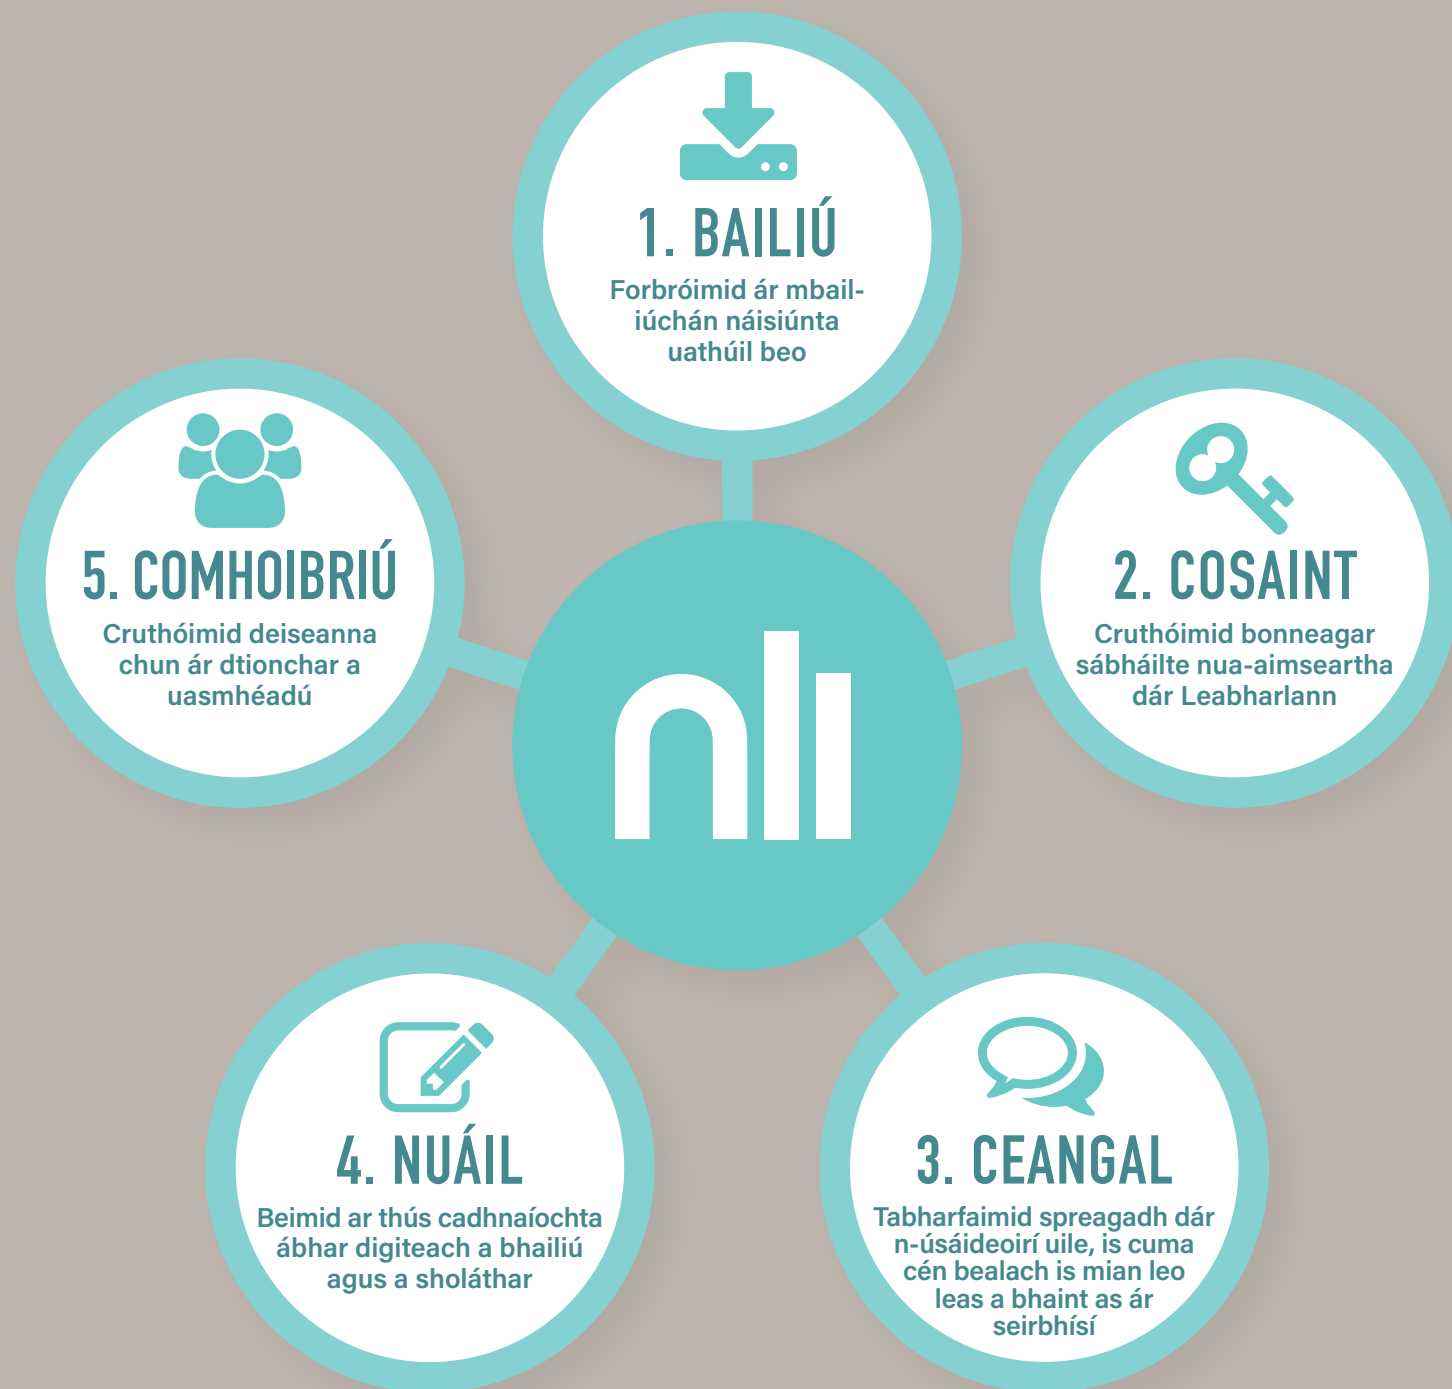 1. BAILIÚ
Forbróimid ár mbail-
iúchán náisiúnta
uathúil beo
2. COSAINT
Cruthóimid bonneagar
sábháilte nua-aimseartha
dár Leabharlann
3. CEANGAL
Tabharfaimid spreagadh dár
n-úsáideoirí uile, is cuma
cén bealach is mian leo
leas a bhaint as ár
seirbhísí
4. NUÁIL
Beimid ar thús cadhnaíochta
ábhar digiteach a bhailiú
agus a sholáthar
5. COMHOIBRIÚ
Cruthóimid deiseanna
chun ár dtionchar a
uasmhéadú
nli